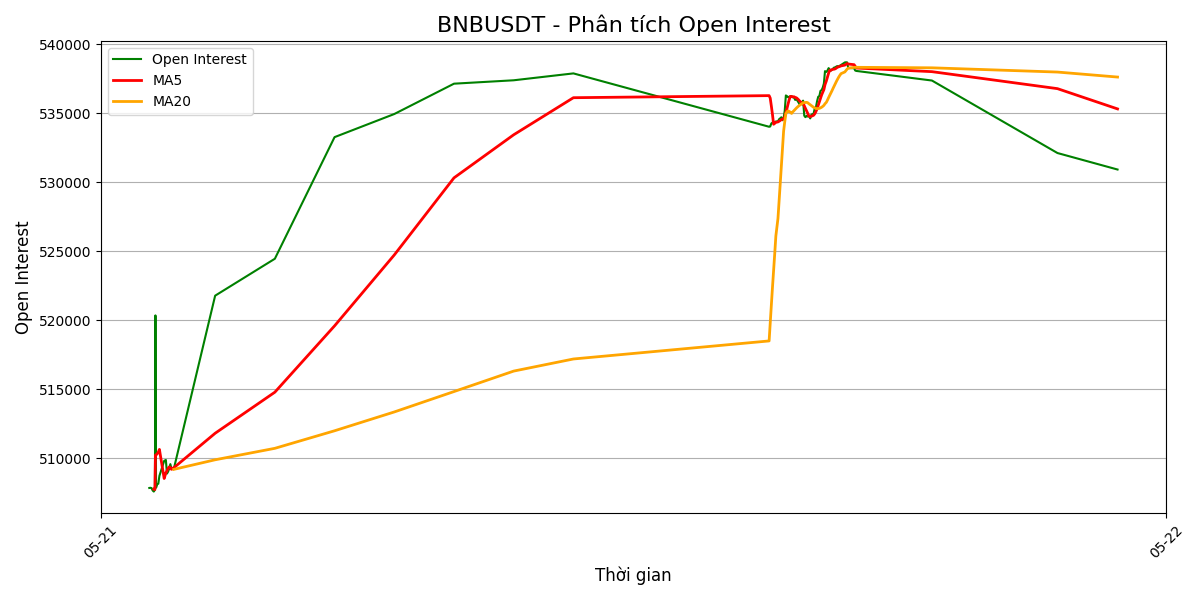 BNBUSDT - Phân tích Open Interest
Open Interest
MA5
MA20
540000
535000
530000
525000
520000
515000
510000
Open Interest
05-21
05-22
Thời gian